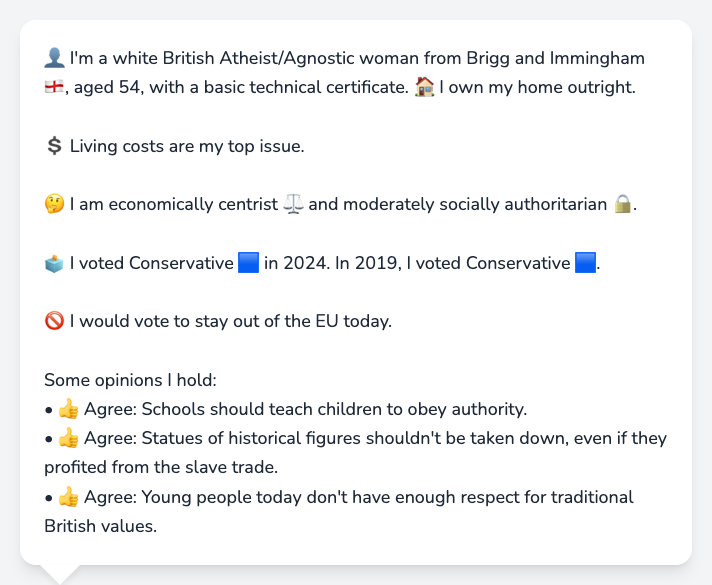 👤 I'm a white British Atheist/Agnostic woman from Brigg and Immingham
🏴󠁧󠁢󠁥󠁮󠁧󠁿, aged 54, with a basic technical certificate. 🏠 I own my home outright.
💲 Living costs are my top issue.
🤔 I am economically centrist ⚖️ and moderately socially authoritarian 🔒.
🗳️ I voted Conservative 🟦 in 2024. In 2019, I voted Conservative 🟦.
🚫 I would vote to stay out of the EU today.
Some opinions I hold:
• 👍 Agree: Schools should teach children to obey authority.
• 👍 Agree: Statues of historical figures shouldn't be taken down, even if they
profited from the slave trade.
• 👍 Agree: Young people today don't have enough respect for traditional
British values.